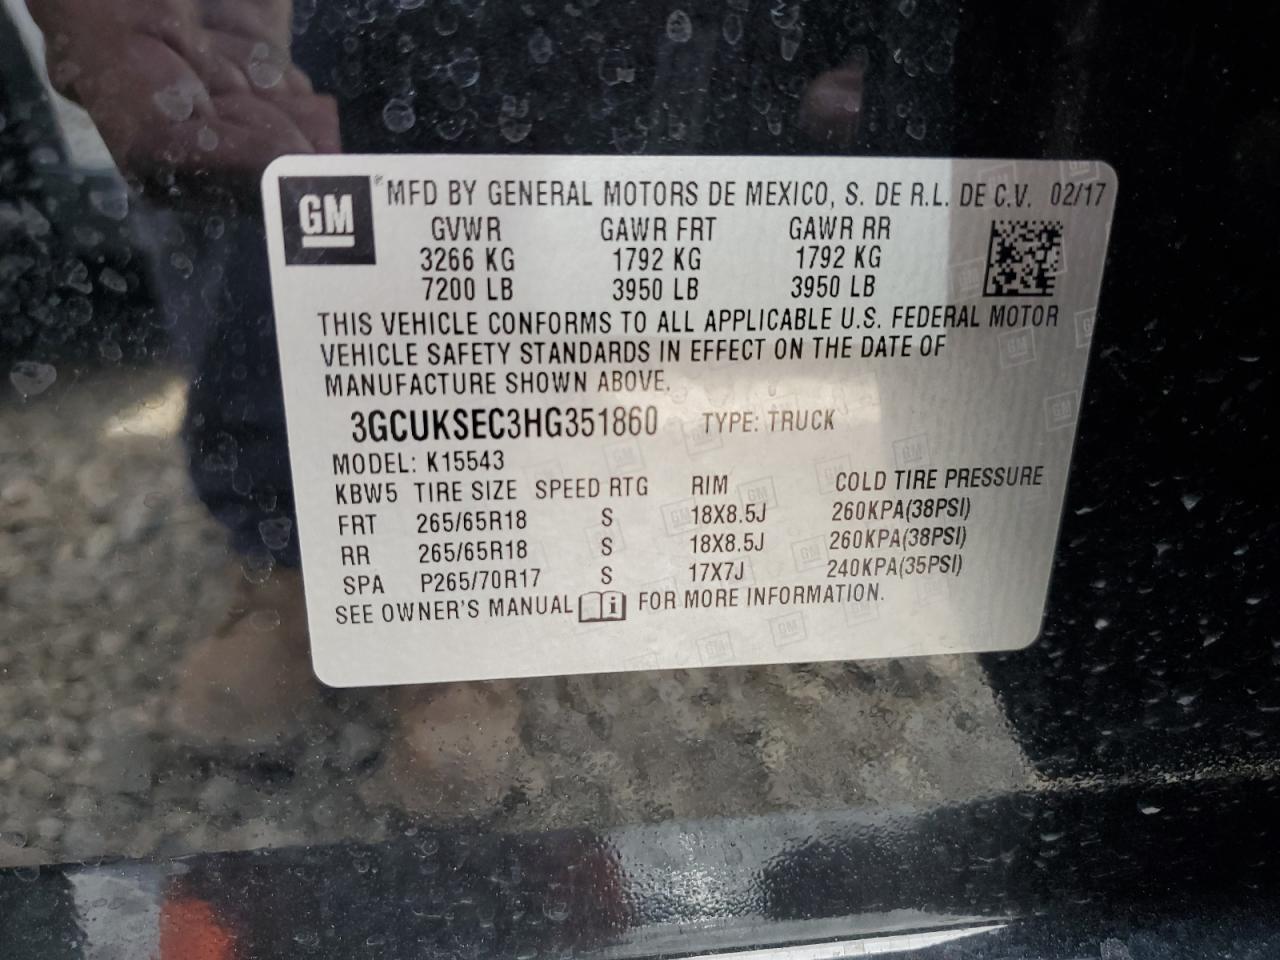 GM ® MFD BY GENERAL MOTORS DE MEXICO, S. DE R.L. DE C.V. 02/17
GVWR GAWR FRT GAWR RR
3266 KG 1792 KG 1792 KG
7200 LB 3950 LB 3950 LB
THIS VEHICLE CONFORMS TO ALL APPLICABLE U.S. FEDERAL MOTOR
VEHICLE SAFETY STANDARDS IN EFFECT ON THE DATE OF
MANUFACTURE SHOWN ABOVE.
3GCUKSEC3HG351860 TYPE: TRUCK
MODEL: K15543
KBW5 TIRE SIZE SPEED RTG RIM COLD TIRE PRESSURE
FRT 265/65R18 S 18X8.5J 260KPA(38PSI)
RR 265/65R18 S 18X8.5J 260KPA(38PSI)
SPA P265/70R17 S 17X7J 240KPA(35PSI)
SEE OWNER'S MANUAL i FOR MORE INFORMATION.